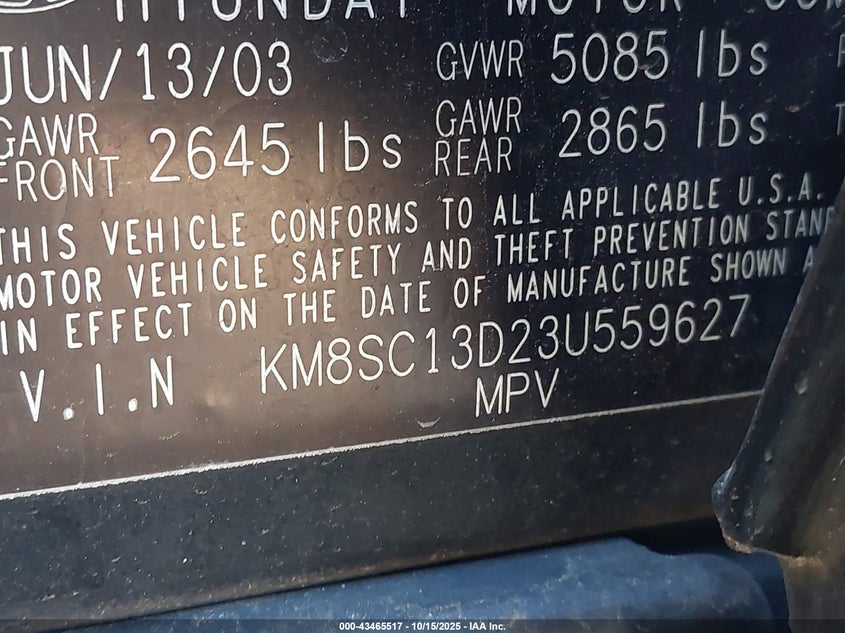 HYUNDAI MOTOR
JUN/13/03 GVWR 5085 lbs
GAWR FRONT 2645 lbs GAWR REAR 2865 lbs
THIS VEHICLE CONFORMS TO ALL APPLICABLE U.S.A.
MOTOR VEHICLE SAFETY AND THEFT PREVENTION STAND
IN EFFECT ON THE DATE OF MANUFACTURE SHOWN A
V.I.N KM8SC13D23U559627
MPV
000-43465517 - 10/15/2025 - IAA Inc.